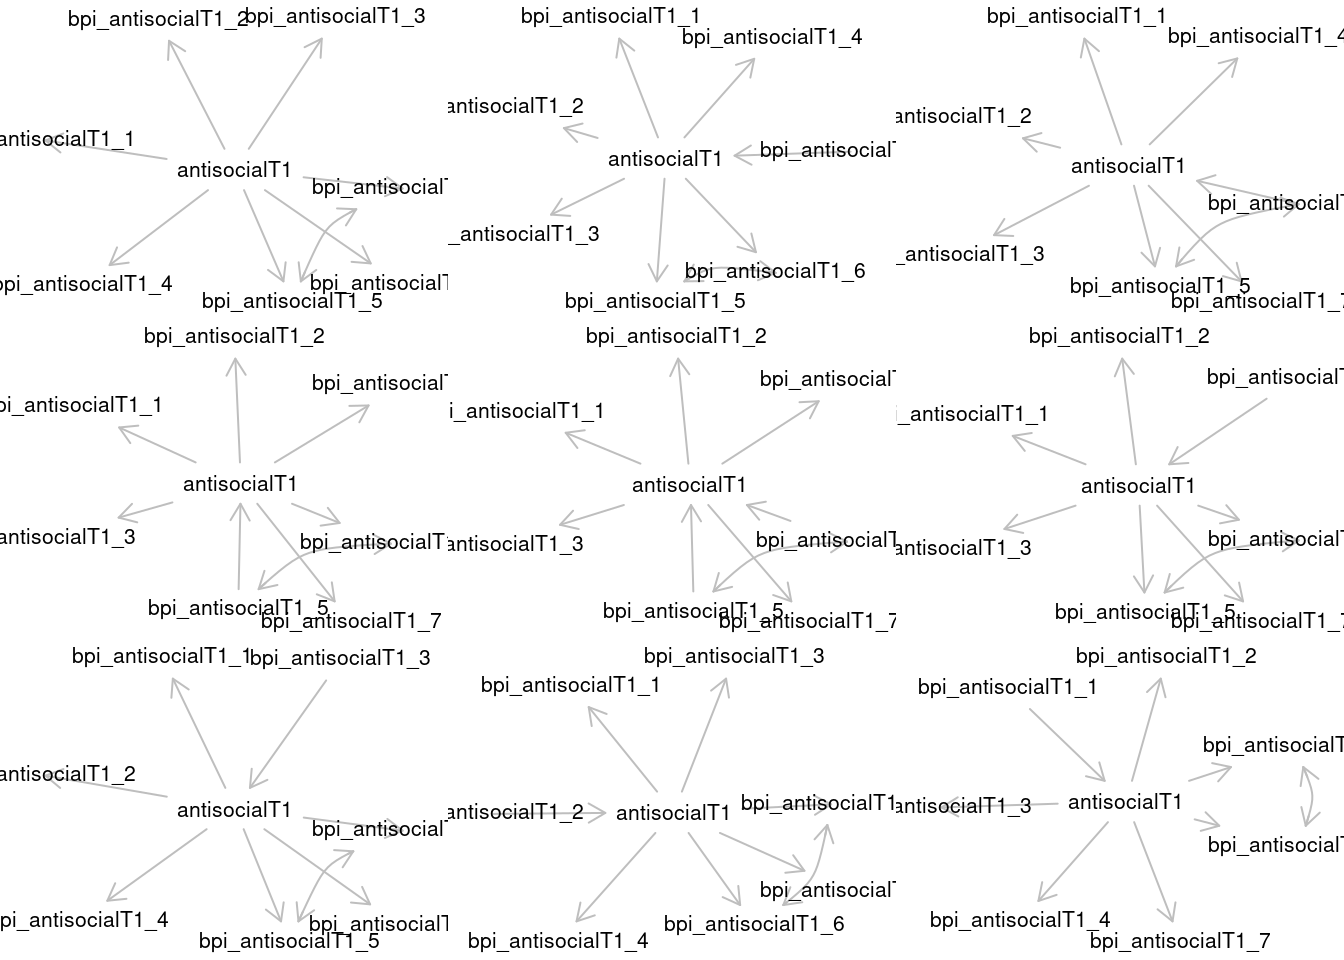 bpi_antisocialT1_2
bpi_antisocialT1_3
antisocialT1_1
antisocialT1
bpi_antisocialT
bpi_antisocialT1_4
bpi_antisocialT
bpi_antisocialT1_5
bpi_antisocialT1_1
bpi_antisocialT1_4
antisocialT1_2
antisocialT1
bpi_antisocialT
_antisocialT1_3
bpi_antisocialT1_6
bpi_antisocialT1_5
bpi_antisocialT1_1
bpi_antisocialT1_4
antisocialT1_2
antisocialT1
bpi_antisocialT
_antisocialT1_3
bpi_antisocialT1_5
bpi_antisocialT1_7
bpi_antisocialT1_2
bpi_antisocialT
pi_antisocialT1_1
antisocialT1
antisocialT1_3
bpi_antisocialT
bpi_antisocialT1_5
bpi_antisocialT1_7
bpi_antisocialT1_2
bpi_antisocialT
i_antisocialT1_1
antisocialT1
antisocialT1_3
bpi_antisocialT
bpi_antisocialT1_5
bpi_antisocialT1_7
bpi_antisocialT1_2
bpi_antisocialT
i_antisocialT1_1
antisocialT1
antisocialT1_3
bpi_antisocialT
bpi_antisocialT1_5
bpi_antisocialT1_7
bpi_antisocialT1_1
bpi_antisocialT1_3
antisocialT1_2
antisocialT1
bpi_antisocialT
pi_antisocialT1_4
bpi_antisocialT
bpi_antisocialT1_5
bpi_antisocialT1_3
bpi_antisocialT1_1
antisocialT1_2
antisocialT1
bpi_antisocialT1
bpi_antisocialT
bpi_antisocialT1_6
bpi_antisocialT1_4
bpi_antisocialT1_2
bpi_antisocialT1_1
bpi_antisocialT
antisocialT1_3
antisocialT1
bpi_antisocialT
bpi_antisocialT1_4
bpi_antisocialT1_7